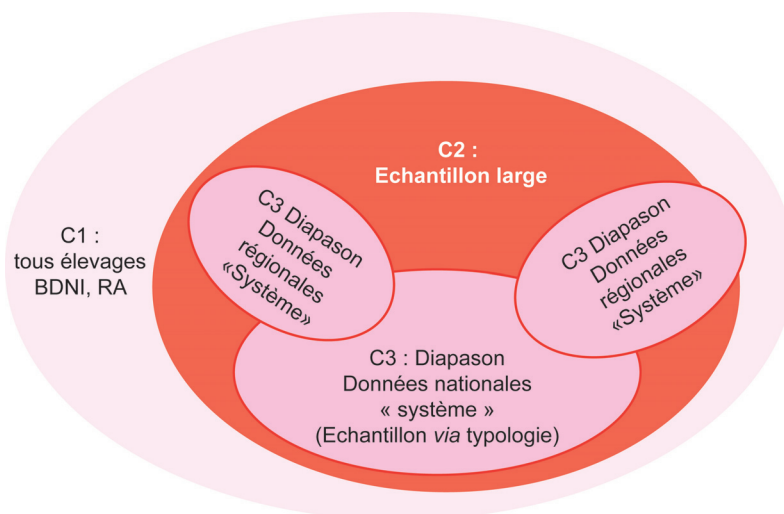 C2 :
Echantillon large
C1 :
tous élevages
BDNI, RA
C3 Diapason
Données
régionales
«Système»
C3 Diapason
Données
régionales
«Système»
C3 : Diapason
Données nationales
« système »
(Echantillon via typologie)